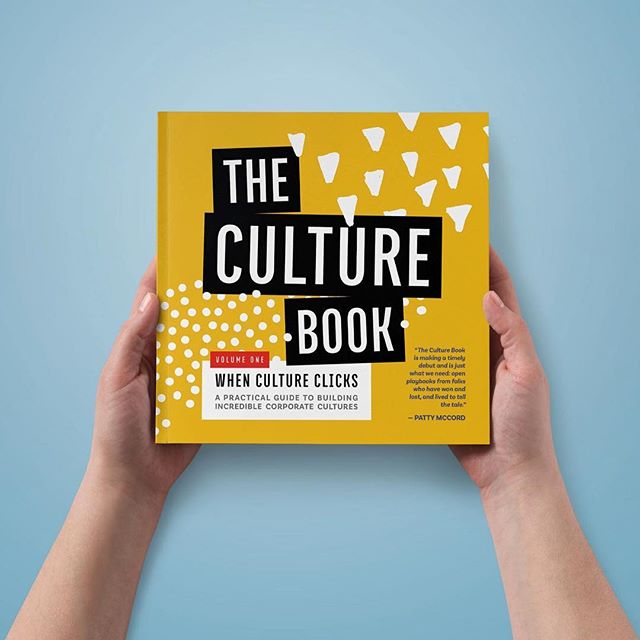 THE
CULTURE
BOOK
VOLUME ONE
WHEN CULTURE CLICKS
A PRACTICAL GUIDE TO BUILDING
INCREDIBLE CORPORATE CULTURES
"The Culture Book
is making a timely
debut and is just
what we need: open
playbooks from folks
who have won and
lost, and lived to tell
the tale."
— PATTY MCCORD